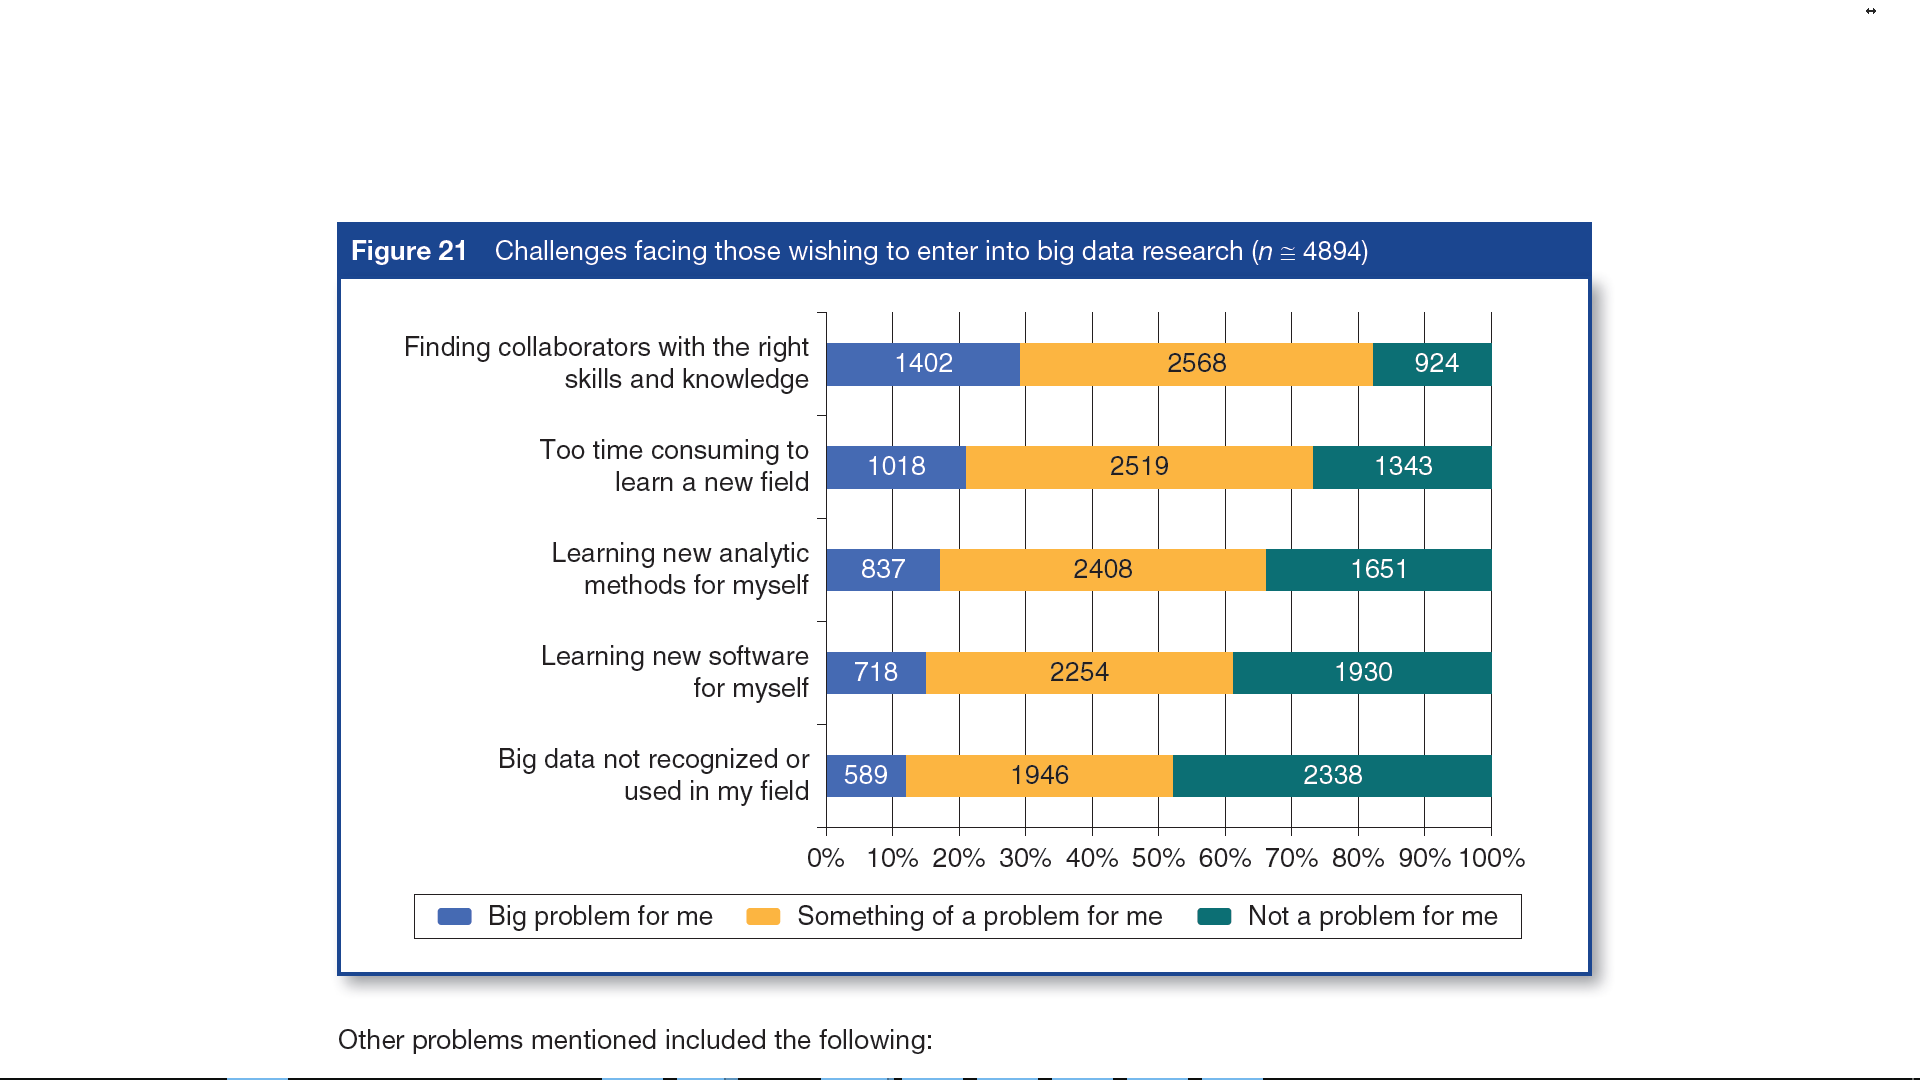 Figure 21 Challenges facing those wishing to enter into big data research (n ≅ 4894)
Finding collaborators with the right
skills and knowledge
1402 2568 924
Too time consuming to
learn a new field
1018 2519 1343
Learning new analytic
methods for myself
837 2408 1651
Learning new software
for myself
718 2254 1930
Big data not recognized or
used in my field
589 1946 2338
0% 10% 20% 30% 40% 50% 60% 70% 80% 90% 100%
Big problem for me Something of a problem for me Not a problem for me
Other problems mentioned included the following: